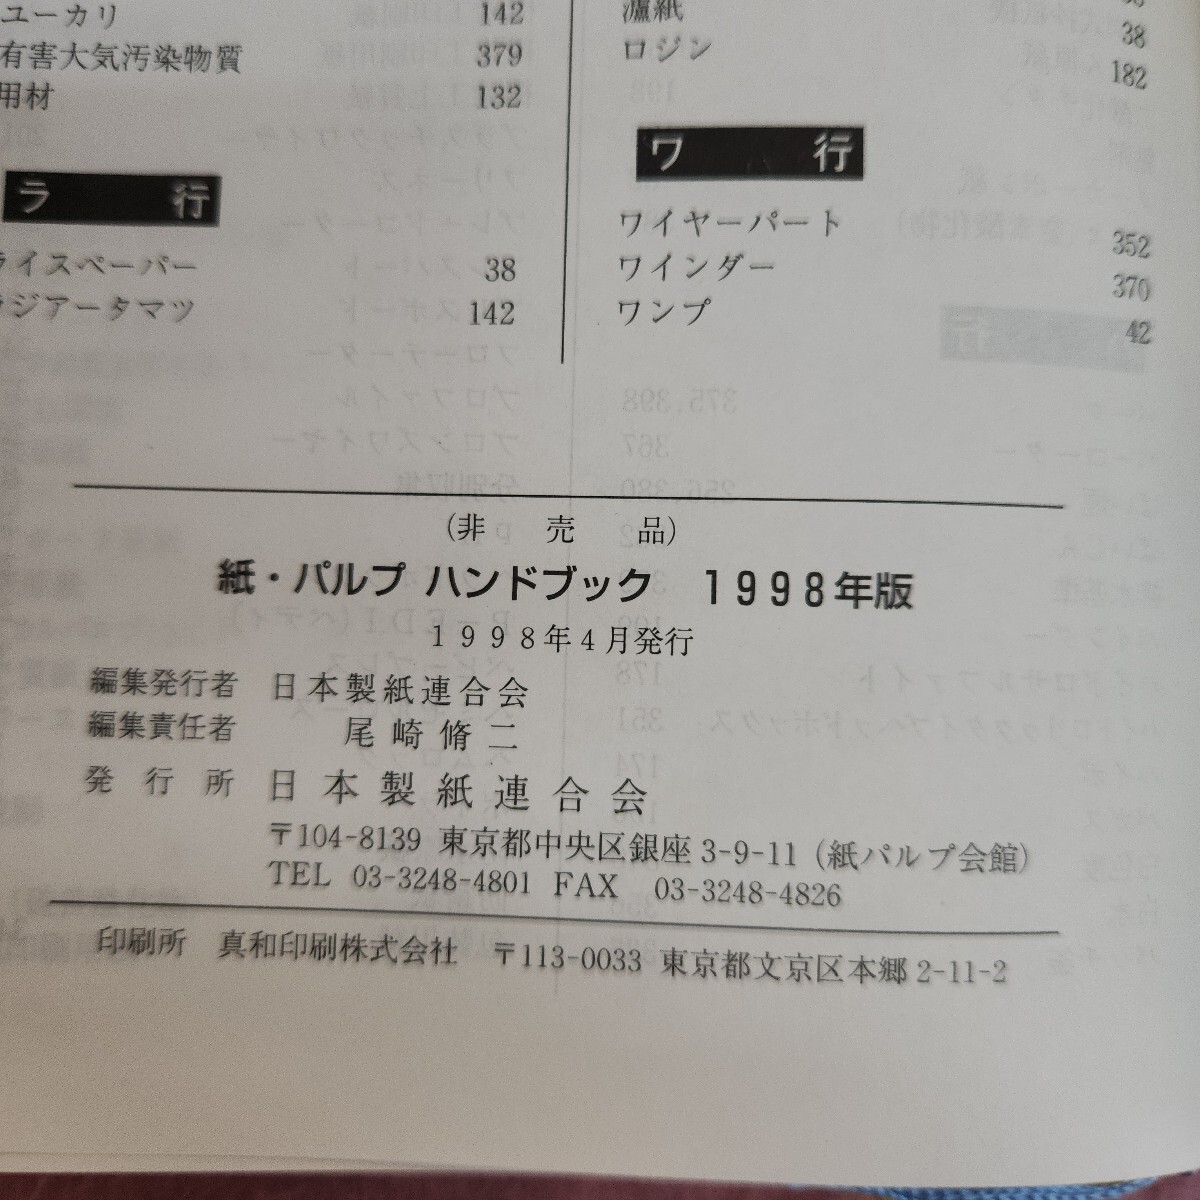 ユーカリ 142
有害大気汚染物質 379
用材 132
ラ行
ライスペーパー 38
ラジアータマツ 142
濾紙 38
ロジン 182
ワ行
ワイヤーパート 352
ワインダー 370
ワンプ 42
(非売品)
紙・パルプ ハンドブック 1998年版
1998年4月発行
編集発行者 日本製紙連合会
編集責任者 尾崎脩二
発行所 日本製紙連合会
〒104-8139 東京都中央区銀座3-9-11 (紙パルプ会館)
TEL 03-3248-4801 FAX 03-3248-4826
印刷所 真和印刷株式会社 〒113-0033 東京都文京区本郷2-11-2